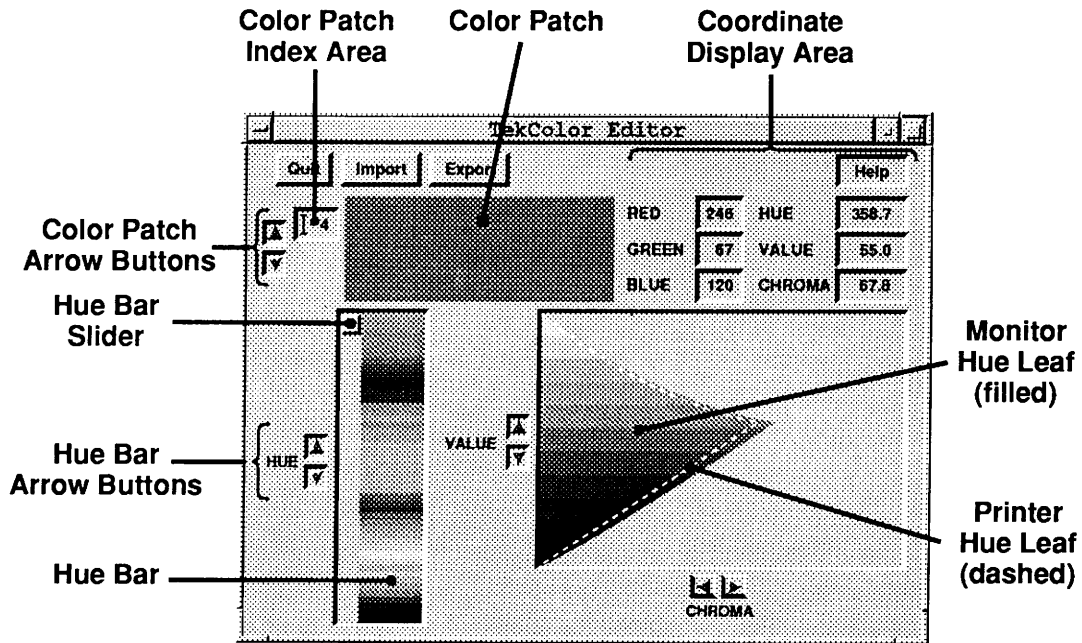 Color Patch
Index Area
Color Patch
Coordinate
Display Area
TekColor Editor
Quit
Import
Export
Help
Color Patch
Arrow Buttons
4
RED
246
HUE
358.7
GREEN
67
VALUE
55.0
BLUE
120
CHROMA
67.8
Hue Bar
Slider
Monitor
Hue Leaf
(filled)
Hue Bar
Arrow Buttons
HUE
VALUE
Printer
Hue Leaf
(dashed)
Hue Bar
CHROMA